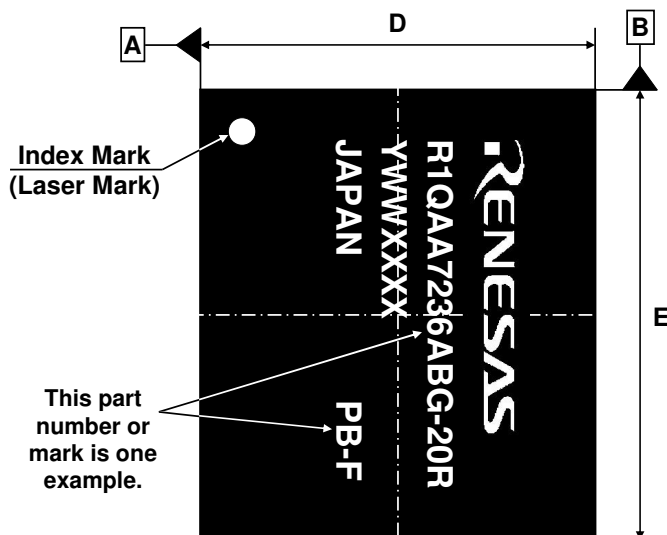 A
D
B
Index Mark
(Laser Mark)
RENESAS
R1QAA7236ABG-20R
YWWXXXX
JAPAN
PB-F
E
This part
number or
mark is one
example.